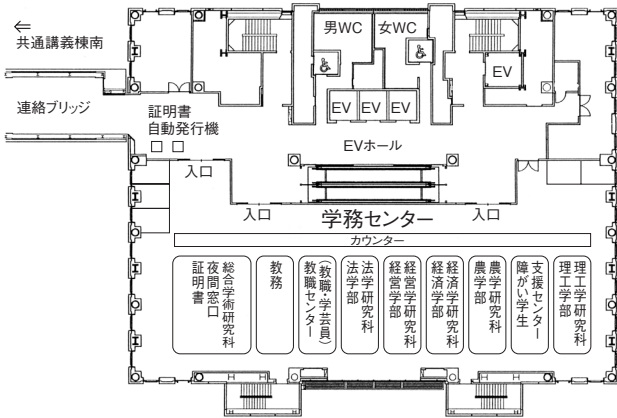 ⇐
共通講義棟南
連絡ブリッジ
男WC
女WC
EV
EV
EV
EV
証明書
自動発行機
EVホール
入口
入口
入口
学務センター
カウンター
総合学術研究科
夜間窓口
証明書
教務
(教職・学芸員)
教職センター
法学研究科
法学部
経営学研究科
経営学部
経済学研究科
経済学部
農学研究科
農学部
支援センター
障がい学生
理工学研究科
理工学部